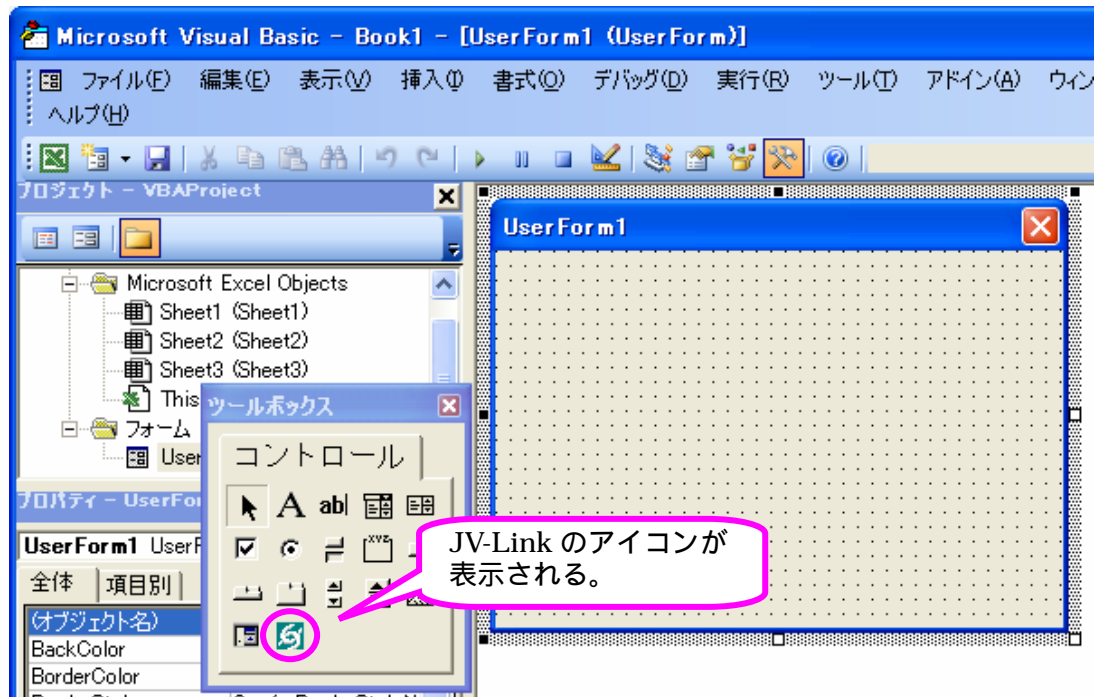 Microsoft Visual Basic - Book1 - [UserForm1 (UserForm)]
ファイル(F) 編集(E) 表示(V) 挿入(I) 書式(O) デバッグ(D) 実行(R) ツール(T) アドイン(A) ウィン
ヘルプ(H)
プロジェクト - VBAProject
Microsoft Excel Objects
Sheet1 (Sheet1)
Sheet2 (Sheet2)
Sheet3 (Sheet3)
This
フォーム
User
UserForm1
ツールボックス
コントロール
A abl
xyz
JV-Link のアイコンが
表示される。
プロパティ - UserFo
UserForm1 UserF
全体 項目別
(オブジェクト名)
BackColor
BorderColor